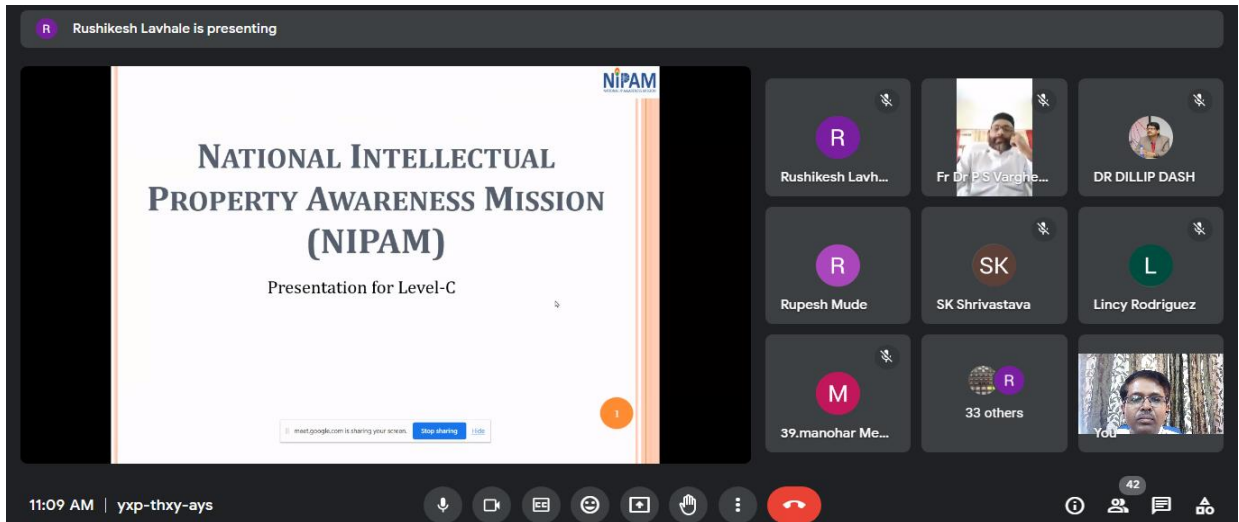 R Rushikesh Lavhale is presenting
NiPAM
NATIONAL INTELLECTUAL
PROPERTY AWARENESS MISSION
(NIPAM)
Presentation for Level-C
1
meet.google.com is sharing your screen. Stop sharing Hide
R
Rushikesh Lavh...
Fr Dr P S Varghe...
DR DILLIP DASH
R
Rupesh Mude
SK
SK Shrivastava
L
Lincy Rodriguez
M
39.manohar Me...
R
33 others
You
11:09 AM | yxp-thxy-ays
CC
42